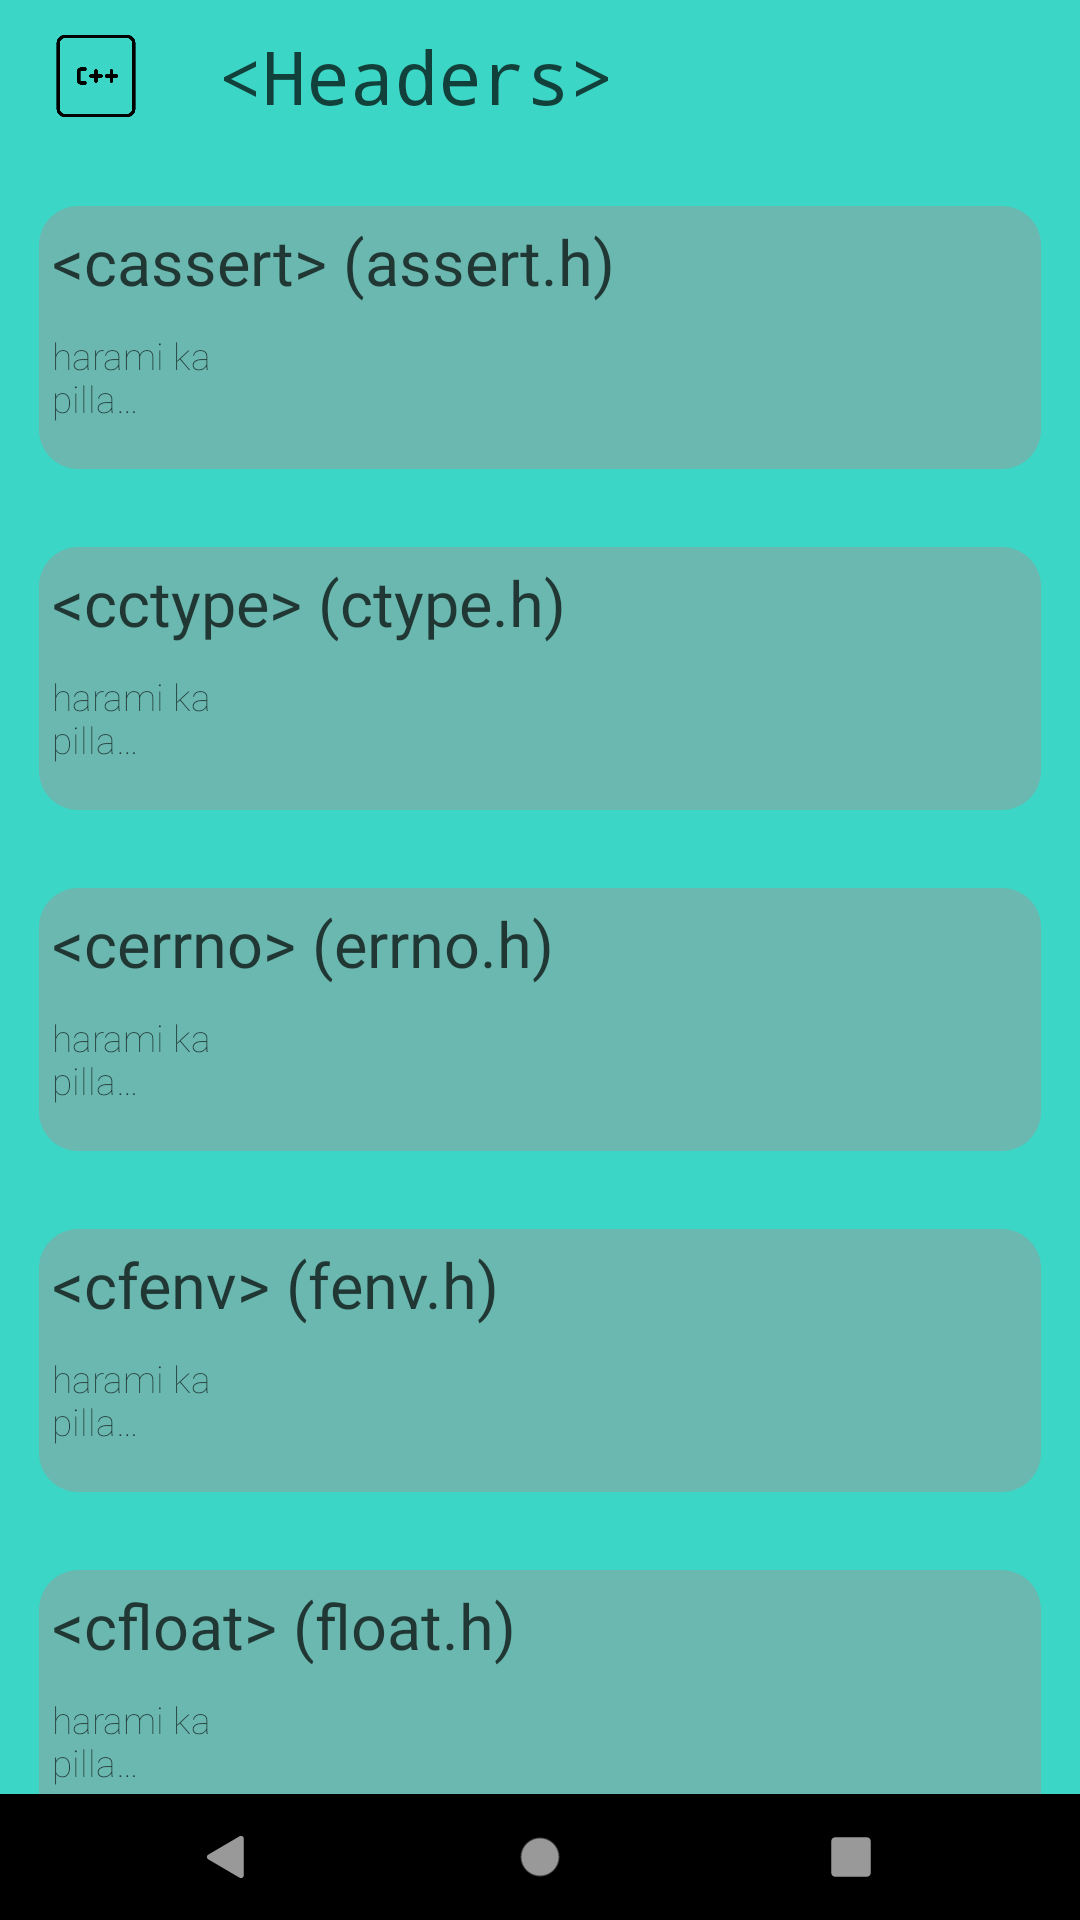 C++
<Headers>
<cassert> (assert.h)
harami ka
pilla...
<cctype> (ctype.h)
harami ka
pilla...
<cerrno> (errno.h)
harami ka
pilla...
<cfenv> (fenv.h)
harami ka
pilla...
<cfloat> (float.h)
harami ka
pilla...